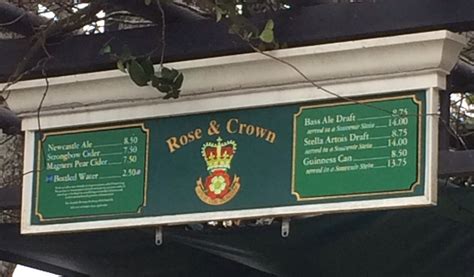 Rose & Crown
Newcastle Ale 8.50
Strongbow Cider 7.50
Magners Pear Cider 7.50
Bottled Water 2.50
Bass Ale Draft 8.75
served in a Souvenir Stein 14.00
Stella Artois Draft 8.75
served in a Souvenir Stein 14.00
Guinness Can 8.50
served in a Souvenir Stein 13.75